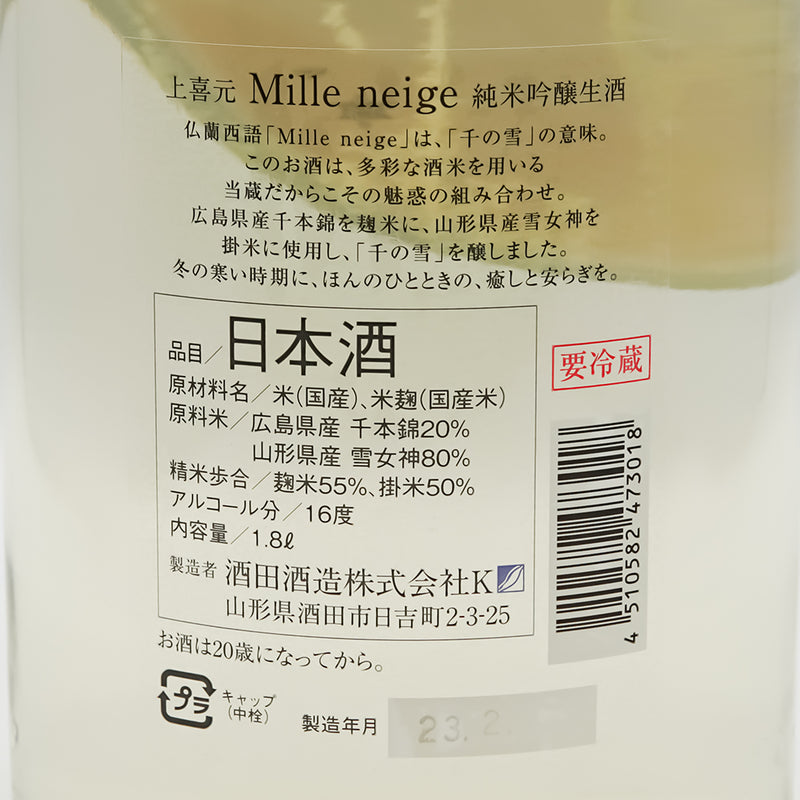 上喜元 Mille neige 純米吟醸生酒
仏蘭西語「Mille neige」は、「千の雪」の意味。
このお酒は、多彩な酒米を用いる
当蔵だからこその魅惑の組み合わせ。
広島県産千本錦を麹米に、山形県産雪女神を
掛米に使用し、「千の雪」を醸しました。
冬の寒い時期に、ほんのひとときの、癒しと安らぎを。
品目／日本酒
原材料名／米(国産)、米麹(国産米)
原料米／広島県産 千本錦20%
山形県産 雪女神80%
精米歩合／麹米55%、掛米50%
アルコール分／16度
内容量／1.8ℓ
製造者 酒田酒造株式会社K
山形県酒田市日吉町2-3-25
要冷蔵
4 510582 473018
お酒は20歳になってから。
プラ
キャップ
(中栓)
製造年月 23.2.